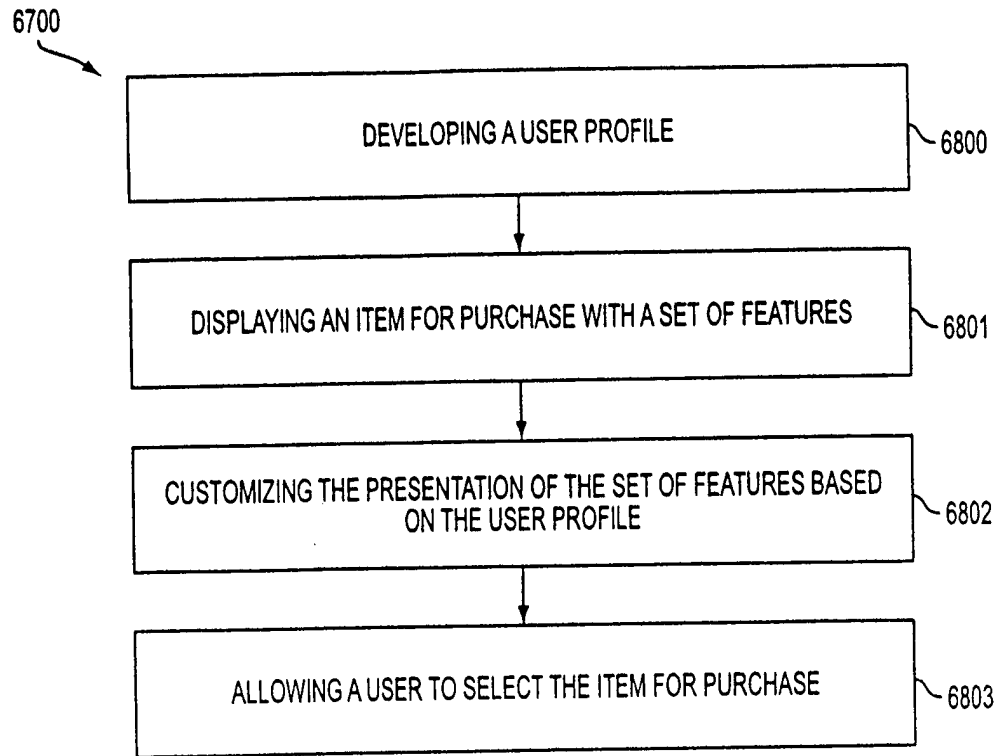 6700
DEVELOPING A USER PROFILE
6800
DISPLAYING AN ITEM FOR PURCHASE WITH A SET OF FEATURES
6801
CUSTOMIZING THE PRESENTATION OF THE SET OF FEATURES BASED
ON THE USER PROFILE
6802
ALLOWING A USER TO SELECT THE ITEM FOR PURCHASE
6803